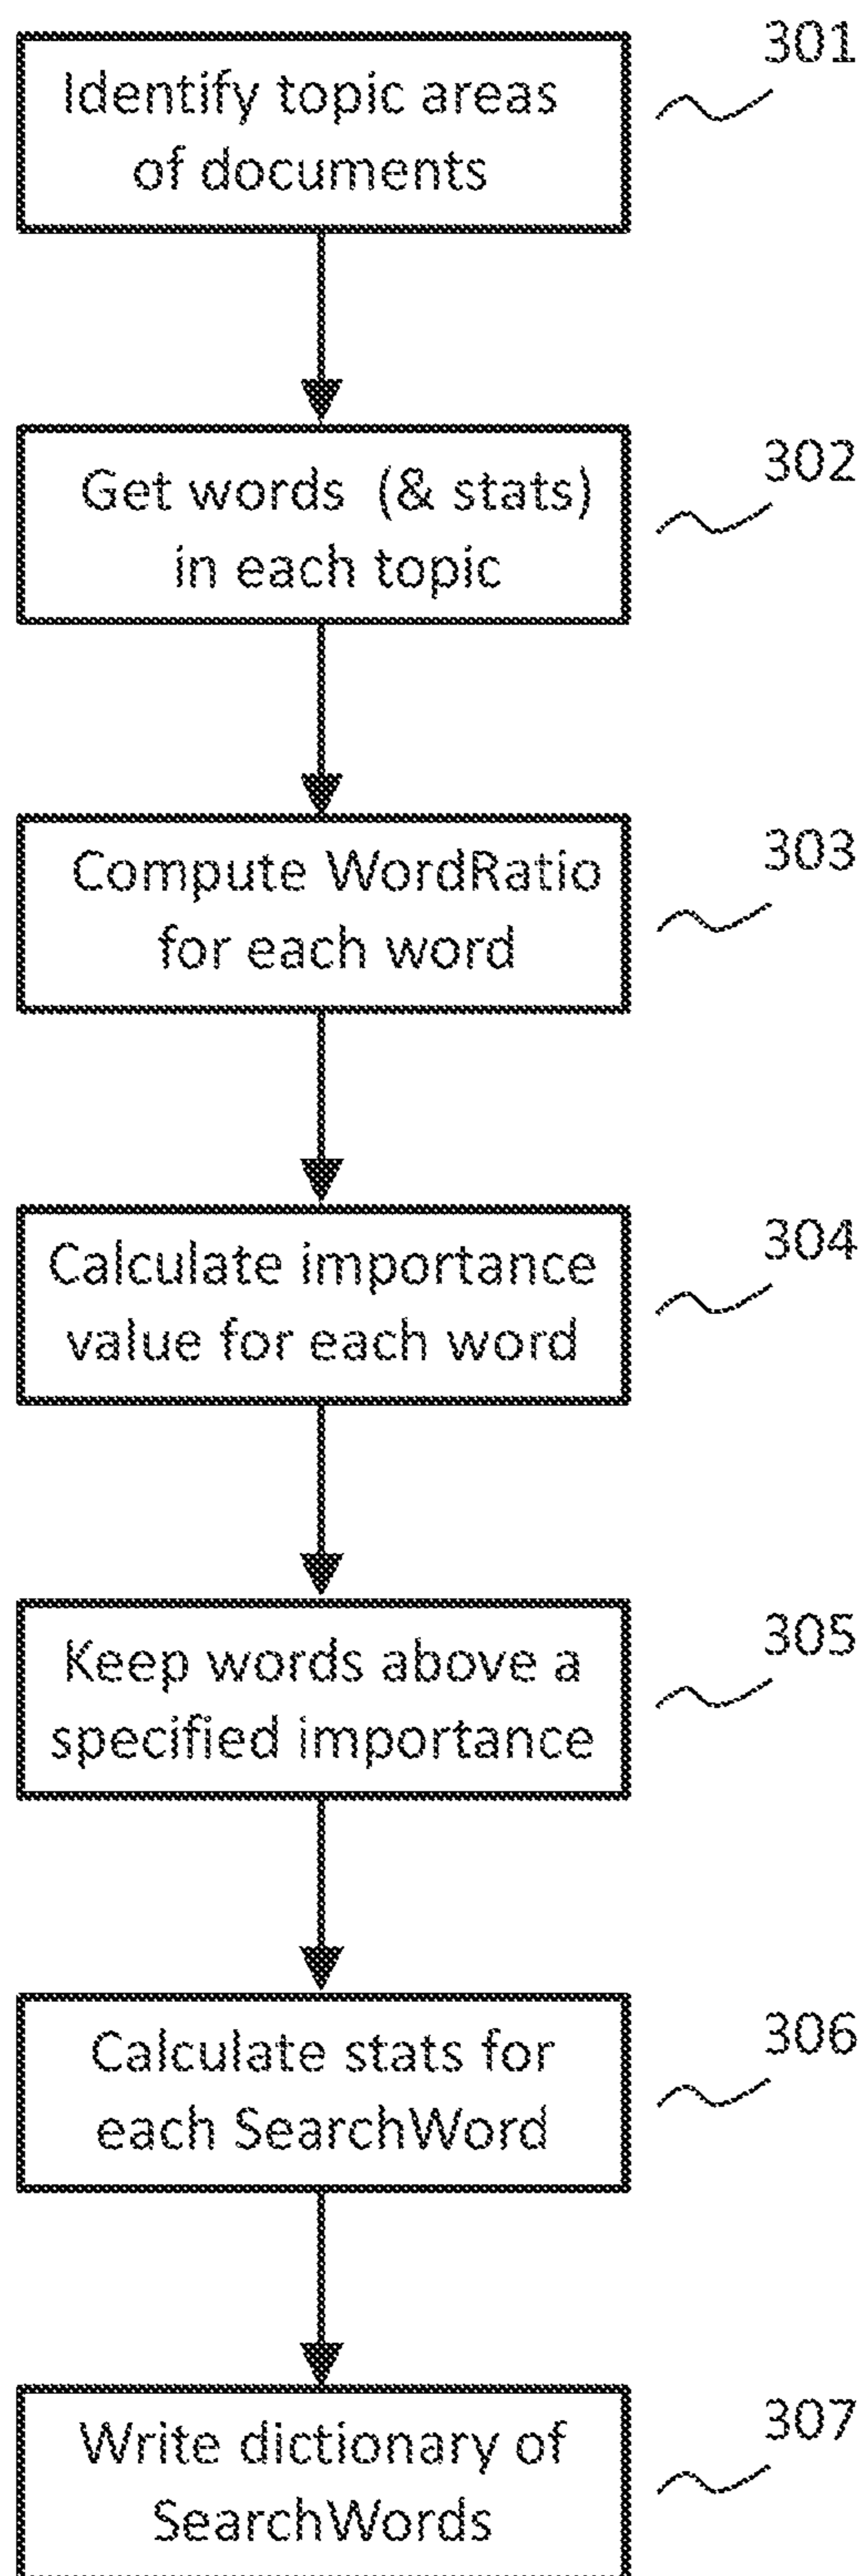 301
Identify topic areas
of documents
302
Get words (& stats)
in each topic
303
Compute WordRatio
for each word
304
Calculate importance
value for each word
305
Keep words above a
specified importance
306
Calculate stats for
each SearchWord
307
Write dictionary of
SearchWords